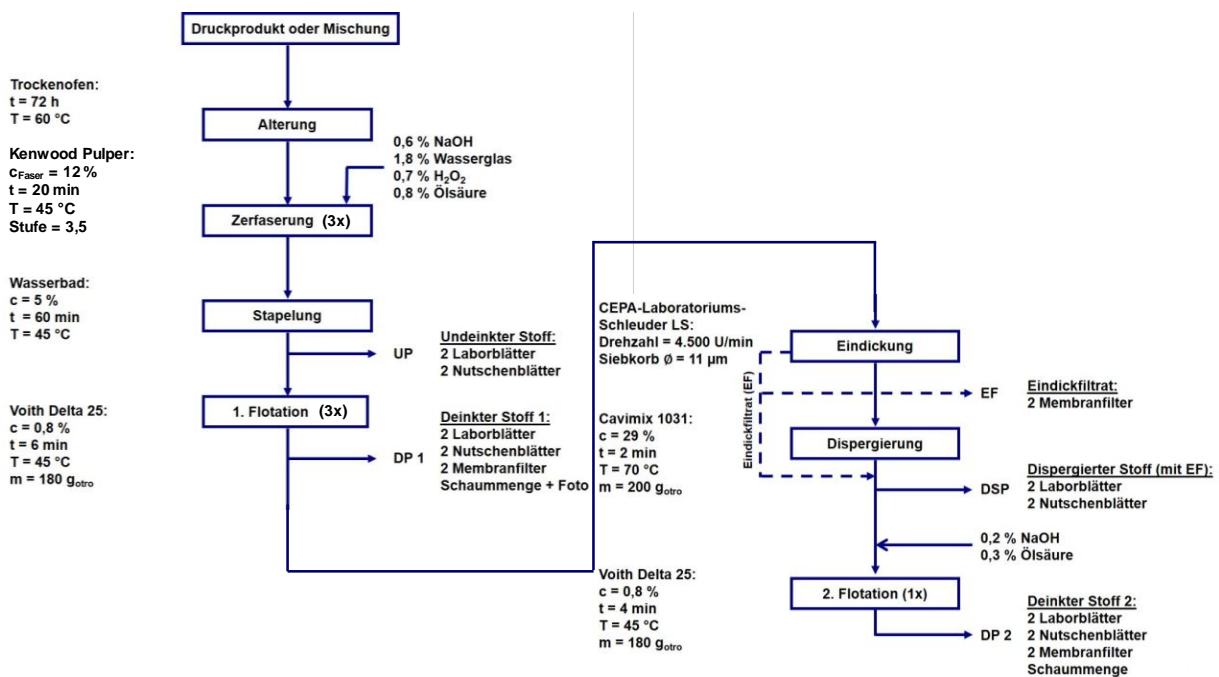 Druckprodukt oder Mischung
Trockenofen:
t = 72 h
T = 60 °C
Alterung
Kenwood Pulper:
cFaser = 12 %
t = 20 min
T = 45 °C
Stufe = 3,5
0,6 % NaOH
1,8 % Wasserglas
0,7 % H₂O₂
0,8 % Ölsäure
Zerfaserung (3x)
Wasserbad:
c = 5 %
t = 60 min
T = 45 °C
Stapelung
UP
Undeinkter Stoff:
2 Laborblätter
2 Nutschenblätter
Voith Delta 25:
c = 0,8 %
t = 6 min
T = 45 °C
m = 180 gotro
1. Flotation (3x)
DP 1
Deinkter Stoff 1:
2 Laborblätter
2 Nutschenblätter
2 Membranfilter
Schaummenge + Foto
CEPA-Laboratoriums-
Schleuder LS:
Drehzahl = 4.500 U/min
Siebkorb Ø = 11 µm
Eindickung
Eindickfiltrat (EF)
EF
Eindickfiltrat:
2 Membranfilter
Cavimix 1031:
c = 29 %
t = 2 min
T = 70 °C
m = 200 gotro
Dispergierung
DSP
Dispergierter Stoff (mit EF):
2 Laborblätter
2 Nutschenblätter
0,2 % NaOH
0,3 % Ölsäure
Voith Delta 25:
c = 0,8 %
t = 4 min
T = 45 °C
m = 180 gotro
2. Flotation (1x)
DP 2
Deinkter Stoff 2:
2 Laborblätter
2 Nutschenblätter
2 Membranfilter
Schaummenge